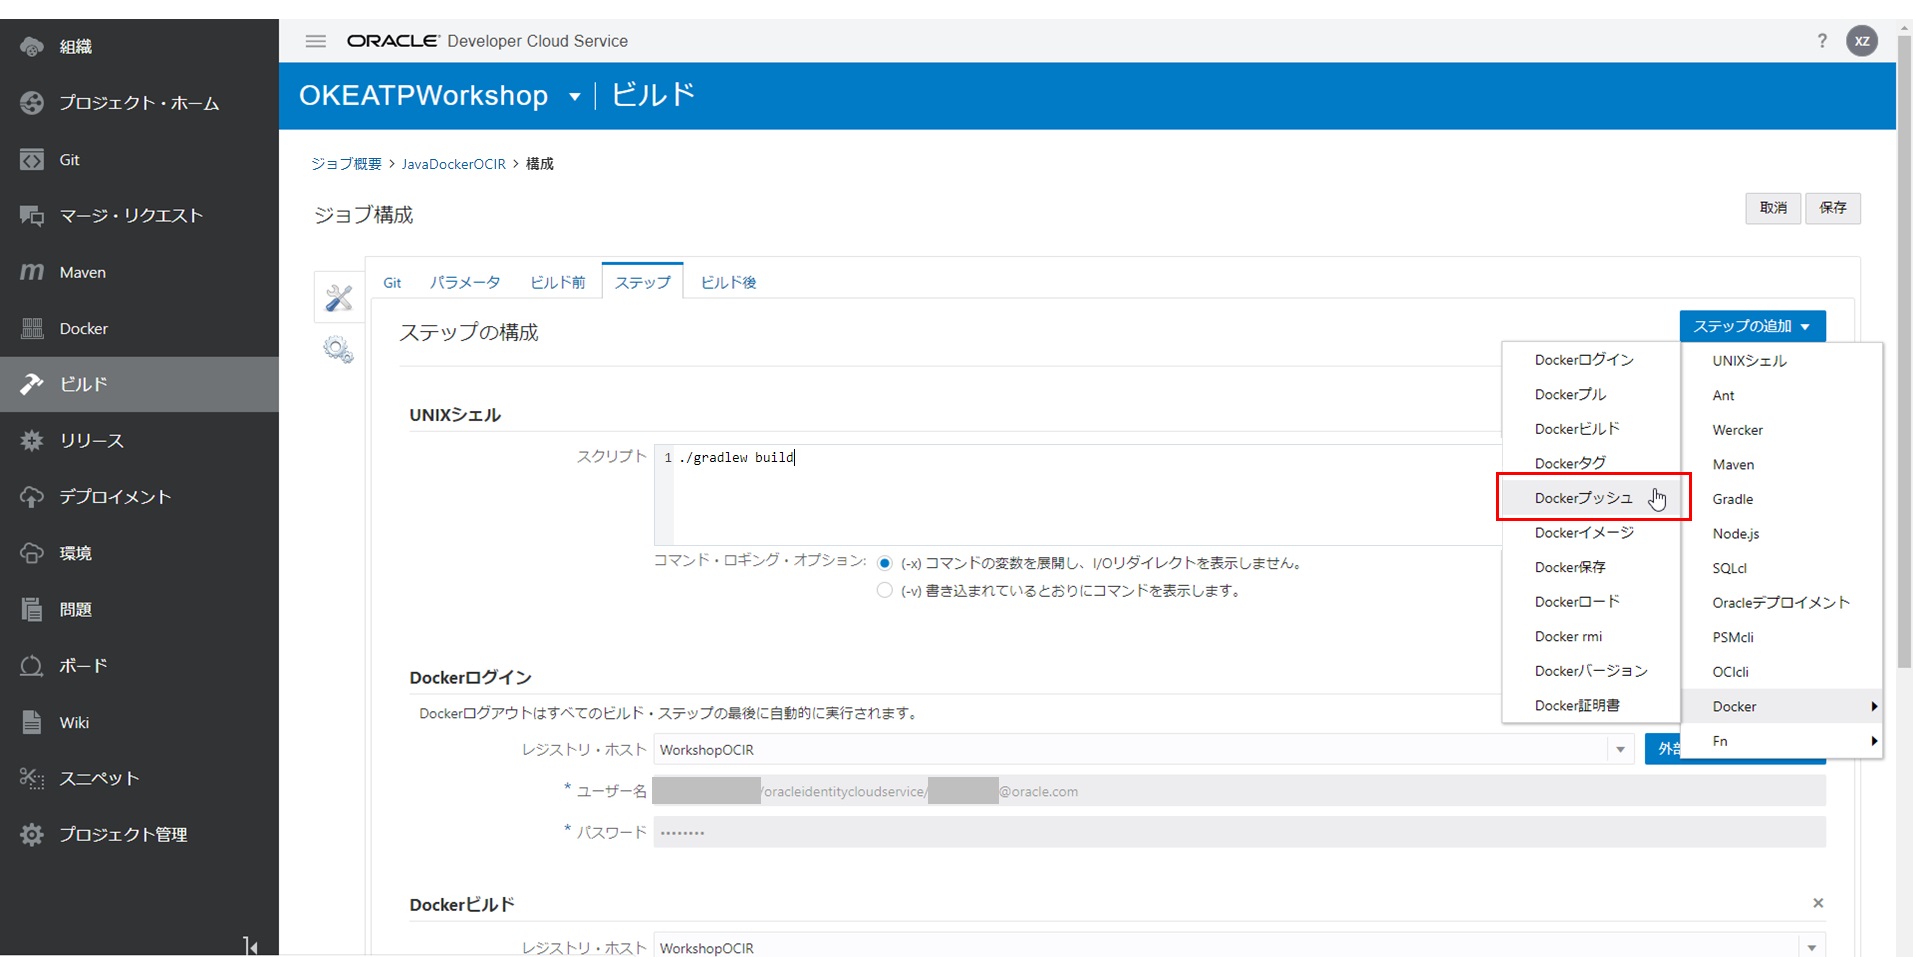 組織
プロジェクト・ホーム
Git
マージ・リクエスト
Maven
Docker
ビルド
リリース
デプロイメント
環境
問題
ボード
Wiki
スニペット
プロジェクト管理
ORACLE Developer Cloud Service
? XZ
OKEATPWorkshop ビルド
ジョブ概要 > JavaDockerOCIR > 構成
ジョブ構成
取消 保存
Git パラメータ ビルド前 ステップ ビルド後
ステップの構成
ステップの追加
UNIXシェル
Ant
Wercker
Maven
Gradle
Node.js
SQLcl
Oracleデプロイメント
PSMcli
OCIcli
Docker
Fn
Dockerログイン
Dockerプル
Dockerビルド
Dockerタグ
Dockerプッシュ
Dockerイメージ
Docker保存
Dockerロード
Docker rmi
Dockerバージョン
Docker証明書
UNIXシェル
スクリプト 1 ./gradlew build
コマンド・ロギング・オプション: (-x) コマンドの変数を展開し、I/Oリダイレクトを表示しません。
(-v) 書き込まれているとおりにコマンドを表示します。
Dockerログイン
Dockerログアウトはすべてのビルド・ステップの最後に自動的に実行されます。
レジストリ・ホスト WorkshopOCIR
* ユーザー名 /oracleidentitycloudservice/ @oracle.com
* パスワード ••••••••
Dockerビルド ×
レジストリ・ホスト WorkshopOCIR